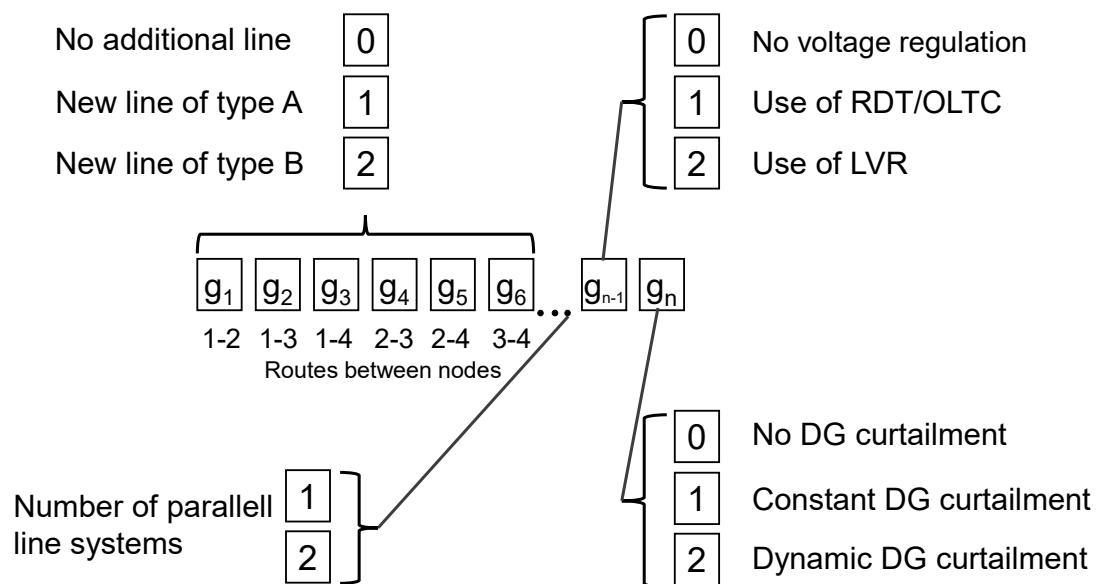 No additional line 0
New line of type A 1
New line of type B 2
0 No voltage regulation
1 Use of RDT/OLTC
2 Use of LVR
g1 g2 g3 g4 g5 g6 ... gn-1 gn
1-2 1-3 1-4 2-3 2-4 3-4
Routes between nodes
Number of parallell
line systems
1
2
0 No DG curtailment
1 Constant DG curtailment
2 Dynamic DG curtailment